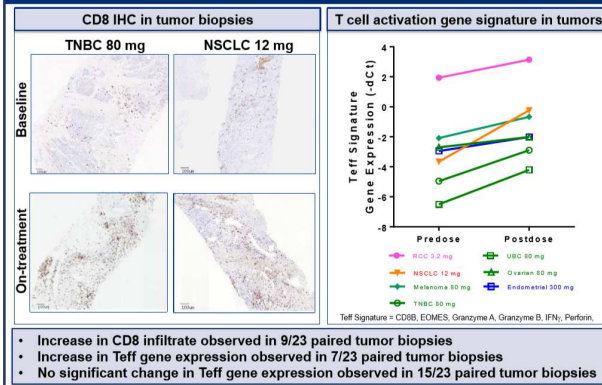 CD8 IHC in tumor biopsies
TNBC 80 mg
NSCLC 12 mg
Baseline
On-treatment
T cell activation gene signature in tumors
Teff Signature
Gene Expression (-dCt)
4
2
0
-2
-4
-6
-8
Predose
Postdose
RCC 3.2 mg
UBC 80 mg
NSCLC 12 mg
Ovarian 80 mg
Melanoma 80 mg
Endometrial 300 mg
TNBC 80 mg
Teff Signature = CD8B, EOMES, Granzyme A, Granzyme B, IFNγ, Perforin,
• Increase in CD8 infiltrate observed in 9/23 paired tumor biopsies
• Increase in Teff gene expression observed in 7/23 paired tumor biopsies
• No significant change in Teff gene expression observed in 15/23 paired tumor biopsies